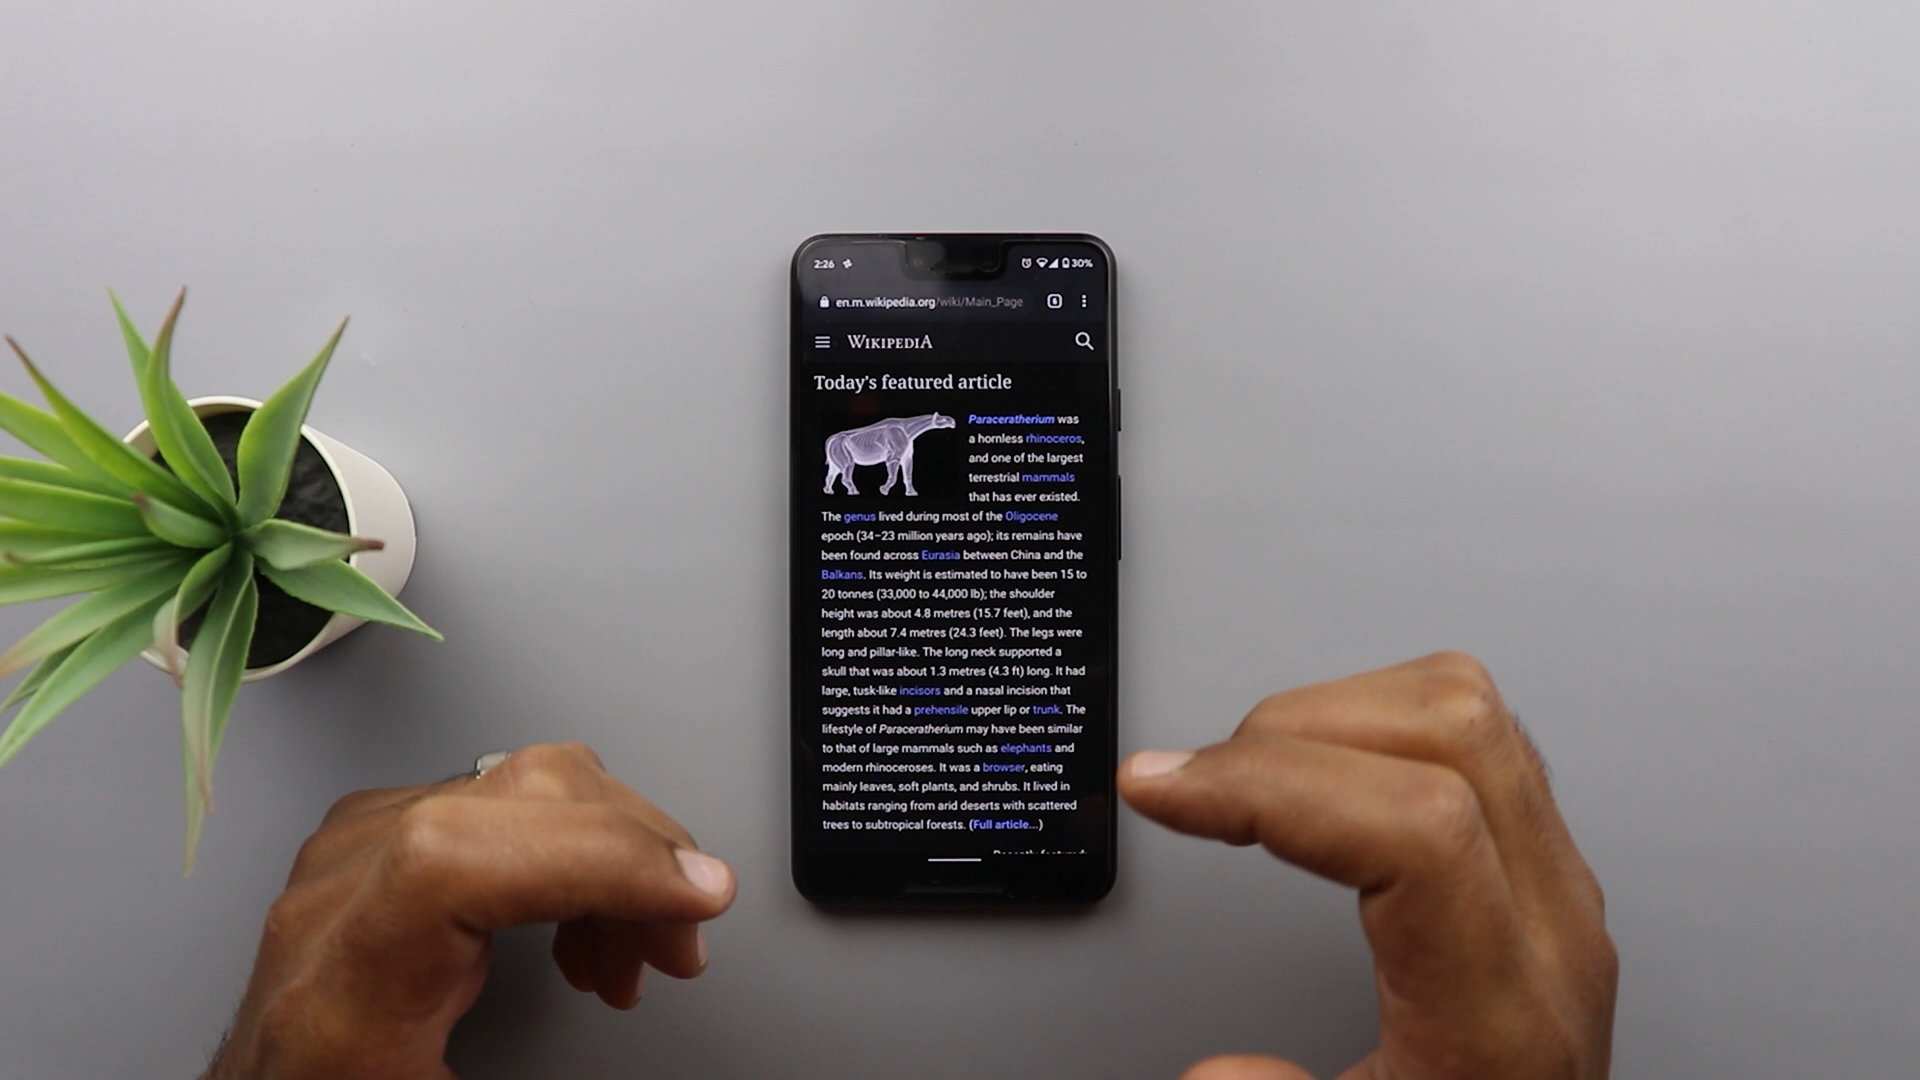 2:26 30%
en.m.wikipedia.org/wiki/Main_Page 6
WIKIPEDIA
Today's featured article
Paraceratherium was
a hornless rhinoceros,
and one of the largest
terrestrial mammals
that has ever existed.
The genus lived during most of the Oligocene
epoch (34–23 million years ago); its remains have
been found across Eurasia between China and the
Balkans. Its weight is estimated to have been 15 to
20 tonnes (33,000 to 44,000 lb); the shoulder
height was about 4.8 metres (15.7 feet), and the
length about 7.4 metres (24.3 feet). The legs were
long and pillar-like. The long neck supported a
skull that was about 1.3 metres (4.3 ft) long. It had
large, tusk-like incisors and a nasal incision that
suggests it had a prehensile upper lip or trunk. The
lifestyle of Paraceratherium may have been similar
to that of large mammals such as elephants and
modern rhinoceroses. It was a browser, eating
mainly leaves, soft plants, and shrubs. It lived in
habitats ranging from arid deserts with scattered
trees to subtropical forests. (Full article...)
Recently featured: